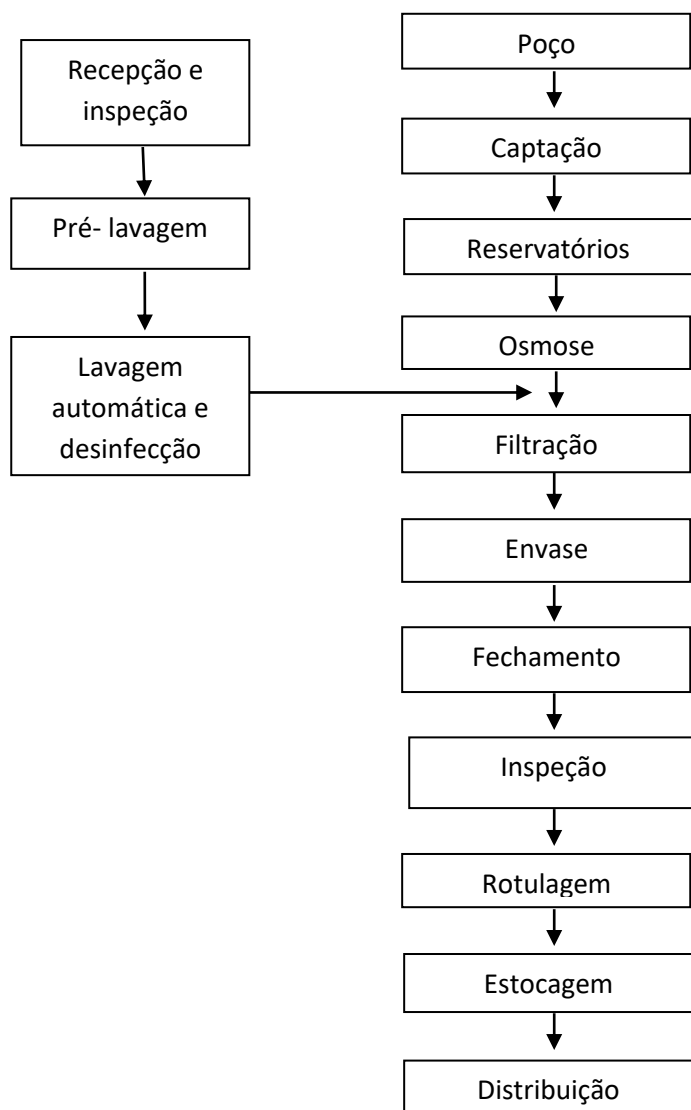 Recepção e
inspeção
Pré- lavagem
Lavagem
automática e
desinfecção
Poço
Captação
Reservatórios
Osmose
Filtração
Envase
Fechamento
Inspeção
Rotulagem
Estocagem
Distribuição